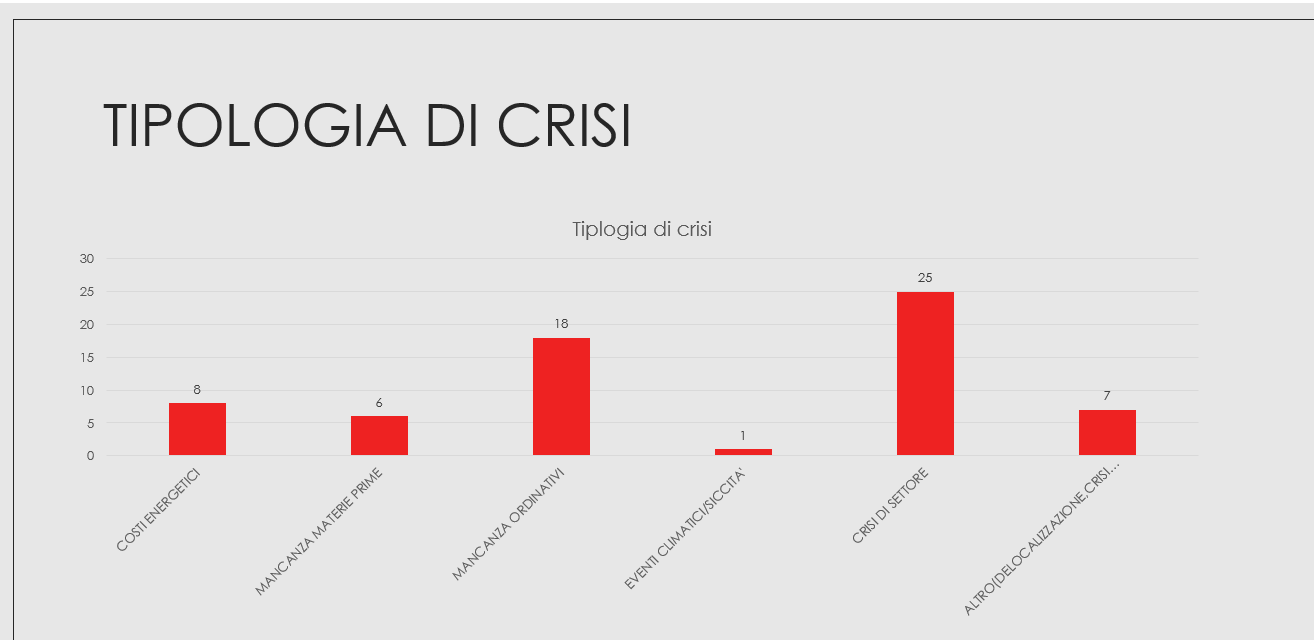 TIPOLOGIA DI CRISI
Tiplogia di crisi
30
25
20
15
10
5
0
8
6
18
1
25
7
COSTI ENERGETICI
MANCANZA MATERIE PRIME
MANCANZA ORDINATIVI
EVENTI CLIMATICI/SICCITA'
CRISI DI SETTORE
ALTRO(DELOCALIZZAZIONE,CRISI...